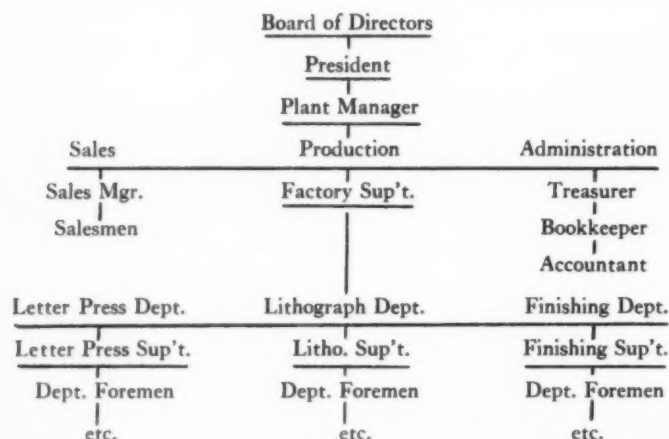 Board of Directors
President
Plant Manager
Sales Production Administration
Sales Mgr. Factory Sup't. Treasurer
Salesmen Bookkeeper
Accountant
Letter Press Dept. Lithograph Dept. Finishing Dept.
Letter Press Sup't. Litho. Sup't. Finishing Sup't.
Dept. Foremen Dept. Foremen Dept. Foremen
etc. etc. etc.